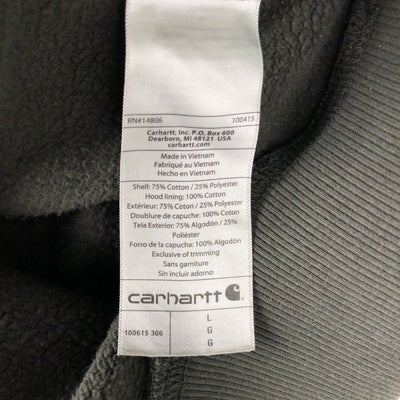 RN#14806 100415
Carhartt, Inc. P.O. Box 600
Dearborn, MI 48121 USA
carhartt.com
Made in Vietnam
Fabriqué au Vietnam
Hecho en Vietnam
Shell: 75% Cotton / 25% Polyester
Hood lining: 100% Cotton
Extérieur: 75% Coton / 25% Polyester
Doublure de capuche: 100% Coton
Tela Exterior: 75% Algodón / 25%
Poliéster
Forro de la capucha: 100% Algodón
Exclusive of trimming
Sans garniture
Sin incluir adorno
carhartt
160615 306
L
G
G